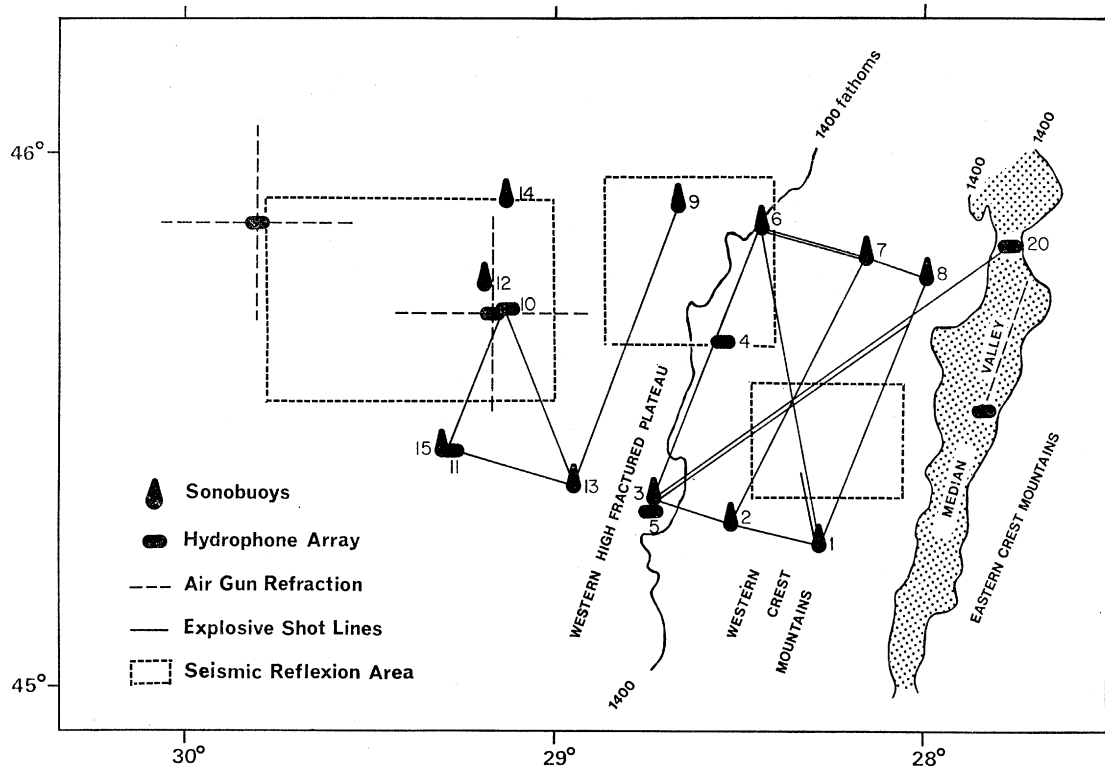 1400 fathoms
1400
46°
1400
14
9
6
7
20
12
8
10
4
VALLEY
WESTERN HIGH FRACTURED PLATEAU
15
11
13
3
5
2
1
MEDIAN
EASTERN CREST MOUNTAINS
Sonobuoys
Hydrophone Array
WESTERN
CREST
MOUNTAINS
Air Gun Refraction
Explosive Shot Lines
Seismic Reflexion Area
45°
1400
30°
29°
28°